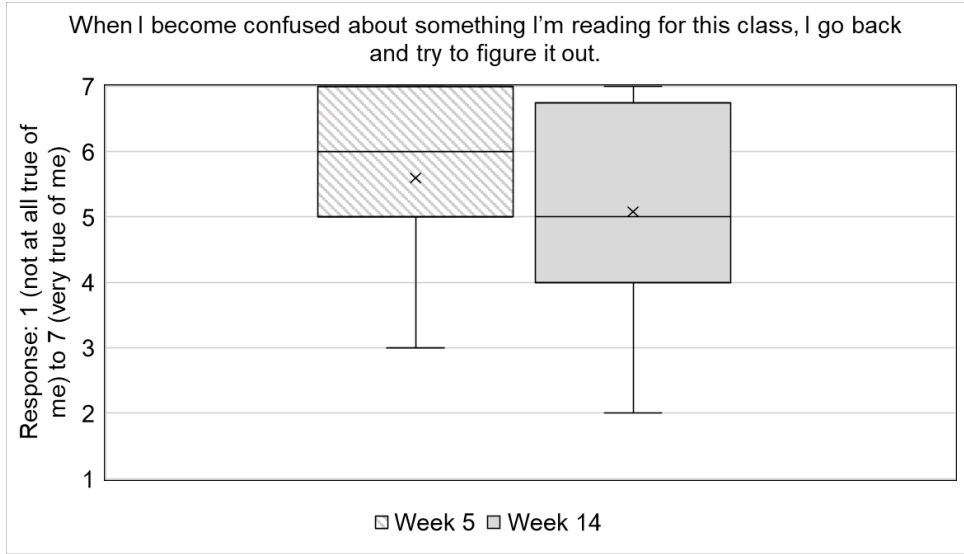 When I become confused about something I'm reading for this class, I go back
and try to figure it out.
Response: 1 (not at all true of
me) to 7 (very true of me)
7
6
5
4
3
2
1
Week 5
Week 14